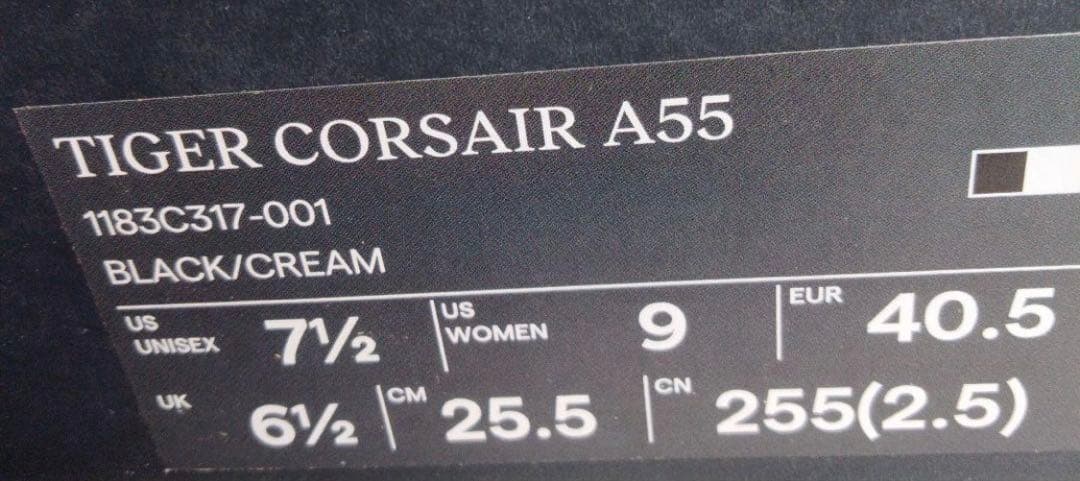 TIGER CORSAIR A55
1183C317-001
BLACK/CREAM
US UNISEX 7½ US WOMEN 9 EUR 40.5
UK 6½ CM 25.5 CN 255(2.5)